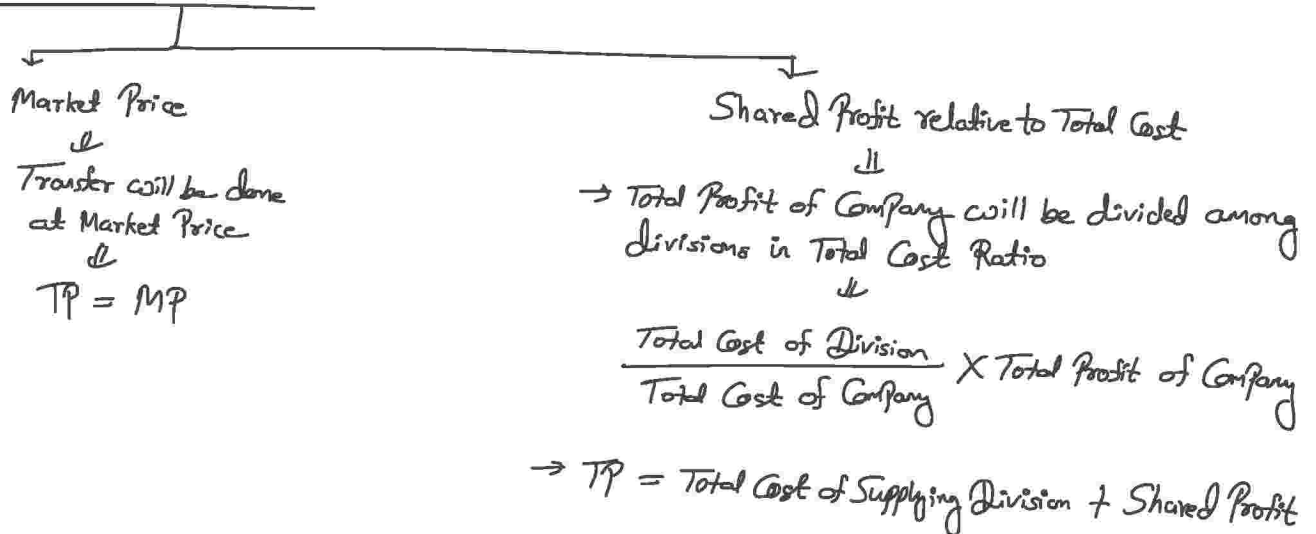 Market Price
⇓
Transfer will be done
at Market Price
⇓
TP = MP
Shared Profit relative to Total Cost
⇓
→ Total Profit of Company will be divided among
divisions in Total Cost Ratio
⇓
Total Cost of Division
Total Cost of Company
X Total Profit of Company
→ TP = Total Cost of Supplying Division + Shared Profit